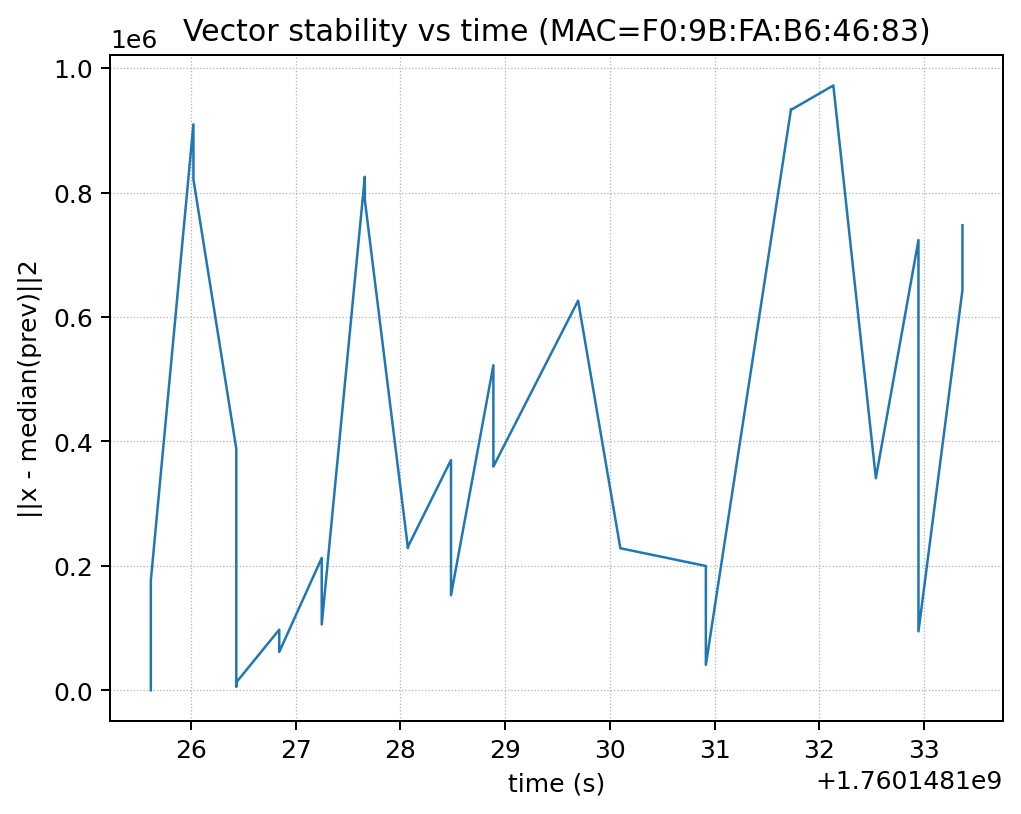 Vector stability vs time (MAC=F0:9B:FA:B6:46:83)
1e6
1.0
0.8
0.6
0.4
0.2
0.0
||x - median(prev)||2
26 27 28 29 30 31 32 33
time (s)
+1.7601481e9